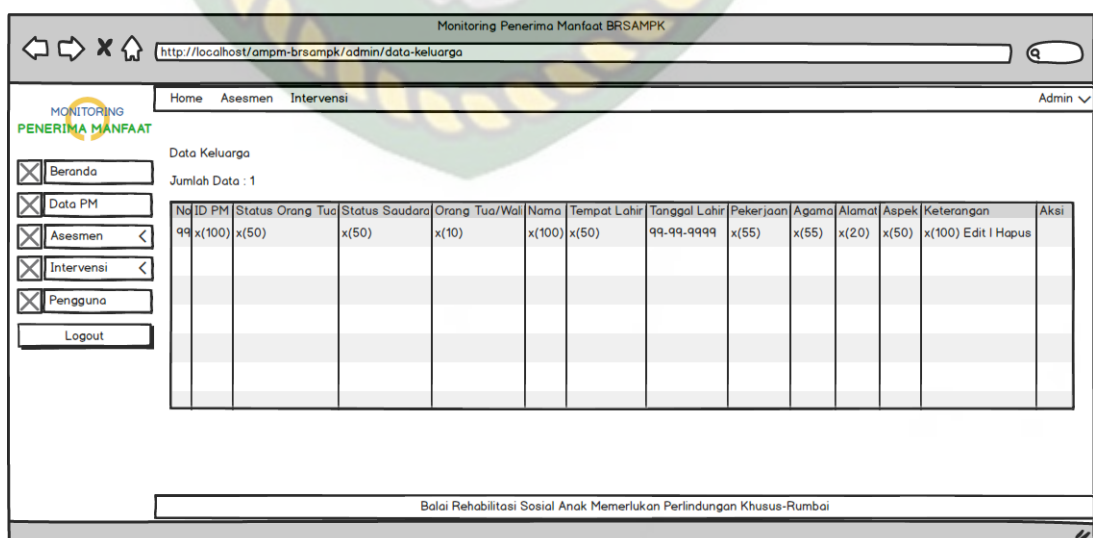 Monitoring Penerima Manfaat BRSAMPK
http://localhost/ampm-brsampk/admin/data-keluarga
Home Asesmen Intervensi Admin
MONITORING
PENERIMA MANFAAT
Data Keluarga
Beranda
Jumlah Data : 1
Data PM
No ID PM Status Orang Tua Status Saudara Orang Tua/Wali Nama Tempat Lahir Tanggal Lahir Pekerjaan Agama Alamat Aspek Keterangan Aksi
Asesmen
99 x(100) x(50) x(50) x(10) x(100) x(50) 99-99-9999 x(55) x(55) x(20) x(50) x(100) Edit | Hapus
Intervensi
Pengguna
Logout
Balai Rehabilitasi Sosial Anak Memerlukan Perlindungan Khusus-Rumbai